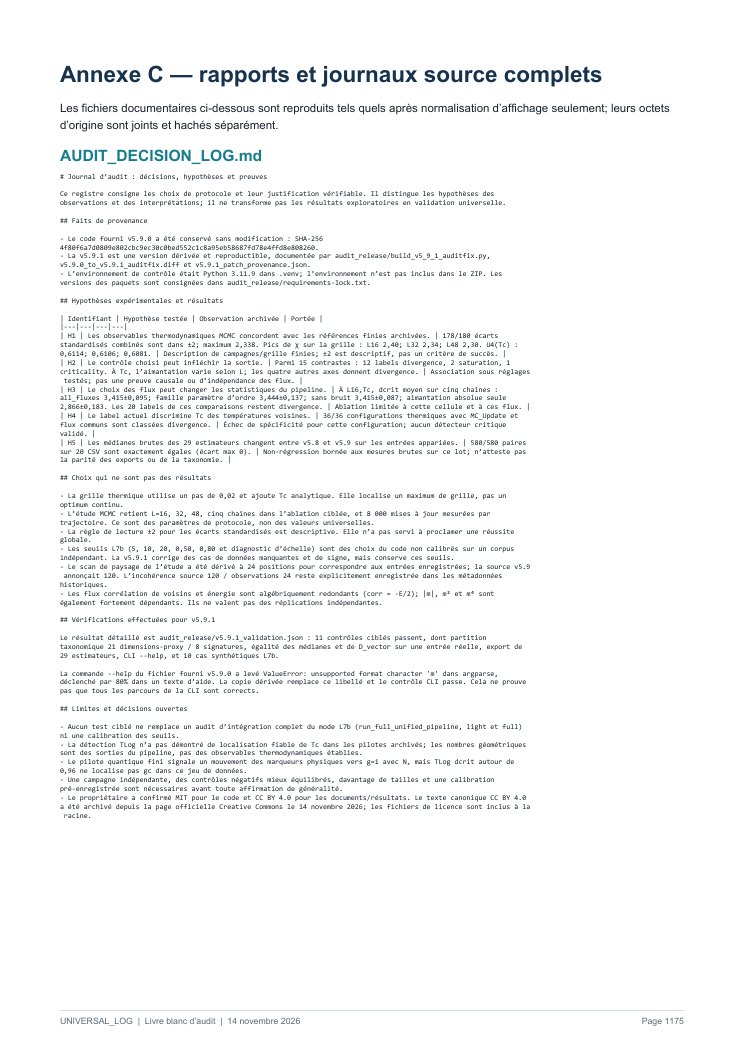 Annexe C — rapports et journaux source complets
Les fichiers documentaires ci-dessous sont reproduits tels quels après normalisation d'affichage seulement; leurs octets
d'origine sont joints et hachés séparément.
AUDIT_DECISION_LOG.md
# Journal d'audit : décisions, hypothèses et preuves
Ce registre consigne les choix de protocole et leur justification vérifiable. Il distingue les hypothèses des
observations et des interprétations; il ne transforme pas les résultats exploratoires en validation universelle.
## Faits de provenance
- Le code fourni v5.9.0 a été conservé sans modification : SHA-256
- La v5.9.1 est une version dérivée et reproductible, documentée par audit_release/build_v5_9_1_auditfix.py,
v5.9.0_to_v5.9.1_auditfix.diff et v5.9.1_patch_provenance.json.
- L'environnement de contrôle était Python 3.11.9 dans .venv; l'environnement n'est pas inclus dans le ZIP. Les
versions des paquets sont consignées dans audit_release/requirements-lock.txt.
## Hypothèses expérimentales et résultats
| Identifiant | Hypothèse testée | Observation archivée | Portée |
|---|---|---|---|
| H1 | Les observables thermodynamiques MCMC concordent avec les références finies archivées. | 178/180 écarts
standardisés combinés sont dans ±2; maximum 2,338. Pics de χ sur la grille : L16 2,40; L32 2,34; L48 2,30. U4(Tc) :
0,6114; 0,6106; 0,6081. | Description de campagnes/grille finies; ±2 est descriptif, pas un critère de succès. |
| H2 | Le contrôle choisi peut infléchir la sortie. | Parmi 15 contrastes : 12 labels divergence, 2 saturation, 1
criticality. À Tc, l'aimantation varie selon L; les quatre autres axes donnent divergence. | Association sous réglages
testés; pas une preuve causale ou d'indépendance des flux. |
| H3 | Le choix des flux peut changer les statistiques du pipeline. | À L16,Tc, dcrit moyen sur cinq chaînes :
all_fluxes 3,415±0,095; famille paramètre d'ordre 3,444±0,137; sans bruit 3,415±0,087; aimantation absolue seule
2,866±0,183. Les 20 labels de ces comparaisons restent divergence. | Ablation limitée à cette cellule et à ces flux. |
| H4 | Le label actuel discrimine Tc des températures voisines. | 36/36 configurations thermiques avec MC_Update et
flux communs sont classées divergence. | Échec de spécificité pour cette configuration; aucun détecteur critique
validé. |
| H5 | Les médianes brutes des 29 estimateurs changent entre v5.8 et v5.9 sur les entrées appariées. | 580/580 paires
sur 20 CSV sont exactement égales (écart max 0). | Non-régression bornée aux mesures brutes sur ce lot; n'atteste pas
la parité des exports ou de la taxonomie. |
## Choix qui ne sont pas des résultats
- La grille thermique utilise un pas de 0,02 et ajoute Tc analytique. Elle localise un maximum de grille, pas un
optimum continu.
- L'étude MCMC retient L=16, 32, 48, cinq chaînes dans l'ablation ciblée, et 8 000 mises à jour mesurées par
trajectoire. Ce sont des paramètres de protocole, non des valeurs universelles.
- La règle de lecture ±2 pour les écarts standardisés est descriptive. Elle n'a pas servi à proclamer une réussite
globale.
- Les seuils L7b (5, 10, 20, 0,50, 0,80 et diagnostic d'échelle) sont des choix du code non calibrés sur un corpus
indépendant. La v5.9.1 corrige des cas de données manquantes et de signe, mais conserve ces seuils.
- Le scan de paysage de l'étude a été dérivé à 24 positions pour correspondre aux entrées enregistrées; la source v5.9
annonçait 120. L'incohérence source 120 / observations 24 reste explicitement enregistrée dans les métadonnées
historiques.
- Les flux corrélation de voisins et énergie sont algébriquement redondants (corr = -E/2); |m|, m² et m⁴ sont
également fortement dépendants. Ils ne valent pas des réplications indépendantes.
## Vérifications effectuées pour v5.9.1
Le résultat détaillé est audit_release/v5.9.1_validation.json : 11 contrôles ciblés passent, dont partition
taxonomique 21 dimensions-proxy / 8 signatures, égalité des médianes et de D_vector sur une entrée réelle, export de
29 estimateurs, CLI --help, et 10 cas synthétiques L7b.
La commande --help du fichier fourni v5.9.0 a levé ValueError: unsupported format character 'm' dans argparse,
déclenché par 80% dans un texte d'aide. La copie dérivée remplace ce libellé et le contrôle CLI passe. Cela ne prouve
pas que tous les parcours de la CLI sont corrects.
## Limites et décisions ouvertes
- Aucun test ciblé ne remplace un audit d'intégration complet du mode L7b (run_full_unified_pipeline, light et full)
ni une calibration des seuils.
- La détection TLog n'a pas démontré de localisation fiable de Tc dans les pilotes archivés; les nombres géométriques
sont des sorties du pipeline, pas des observables thermodynamiques établies.
- Le pilote quantique fini signale un mouvement des marqueurs physiques vers g=1 avec N, mais TLog dcrit autour de
0,96 ne localise pas gc dans ce jeu de données.
- Une campagne indépendante, des contrôles négatifs mieux équilibrés, davantage de tailles et une calibration
pré-enregistrée sont nécessaires avant toute affirmation de généralité.
- Le propriétaire a confirmé MIT pour le code et CC BY 4.0 pour les documents/résultats. Le texte canonique CC BY 4.0
a été archivé depuis la page officielle Creative Commons le 14 novembre 2026; les fichiers de licence sont inclus à la
racine.
UNIVERSAL_LOG | Livre blanc d'audit | 14 novembre 2026
Page 1175